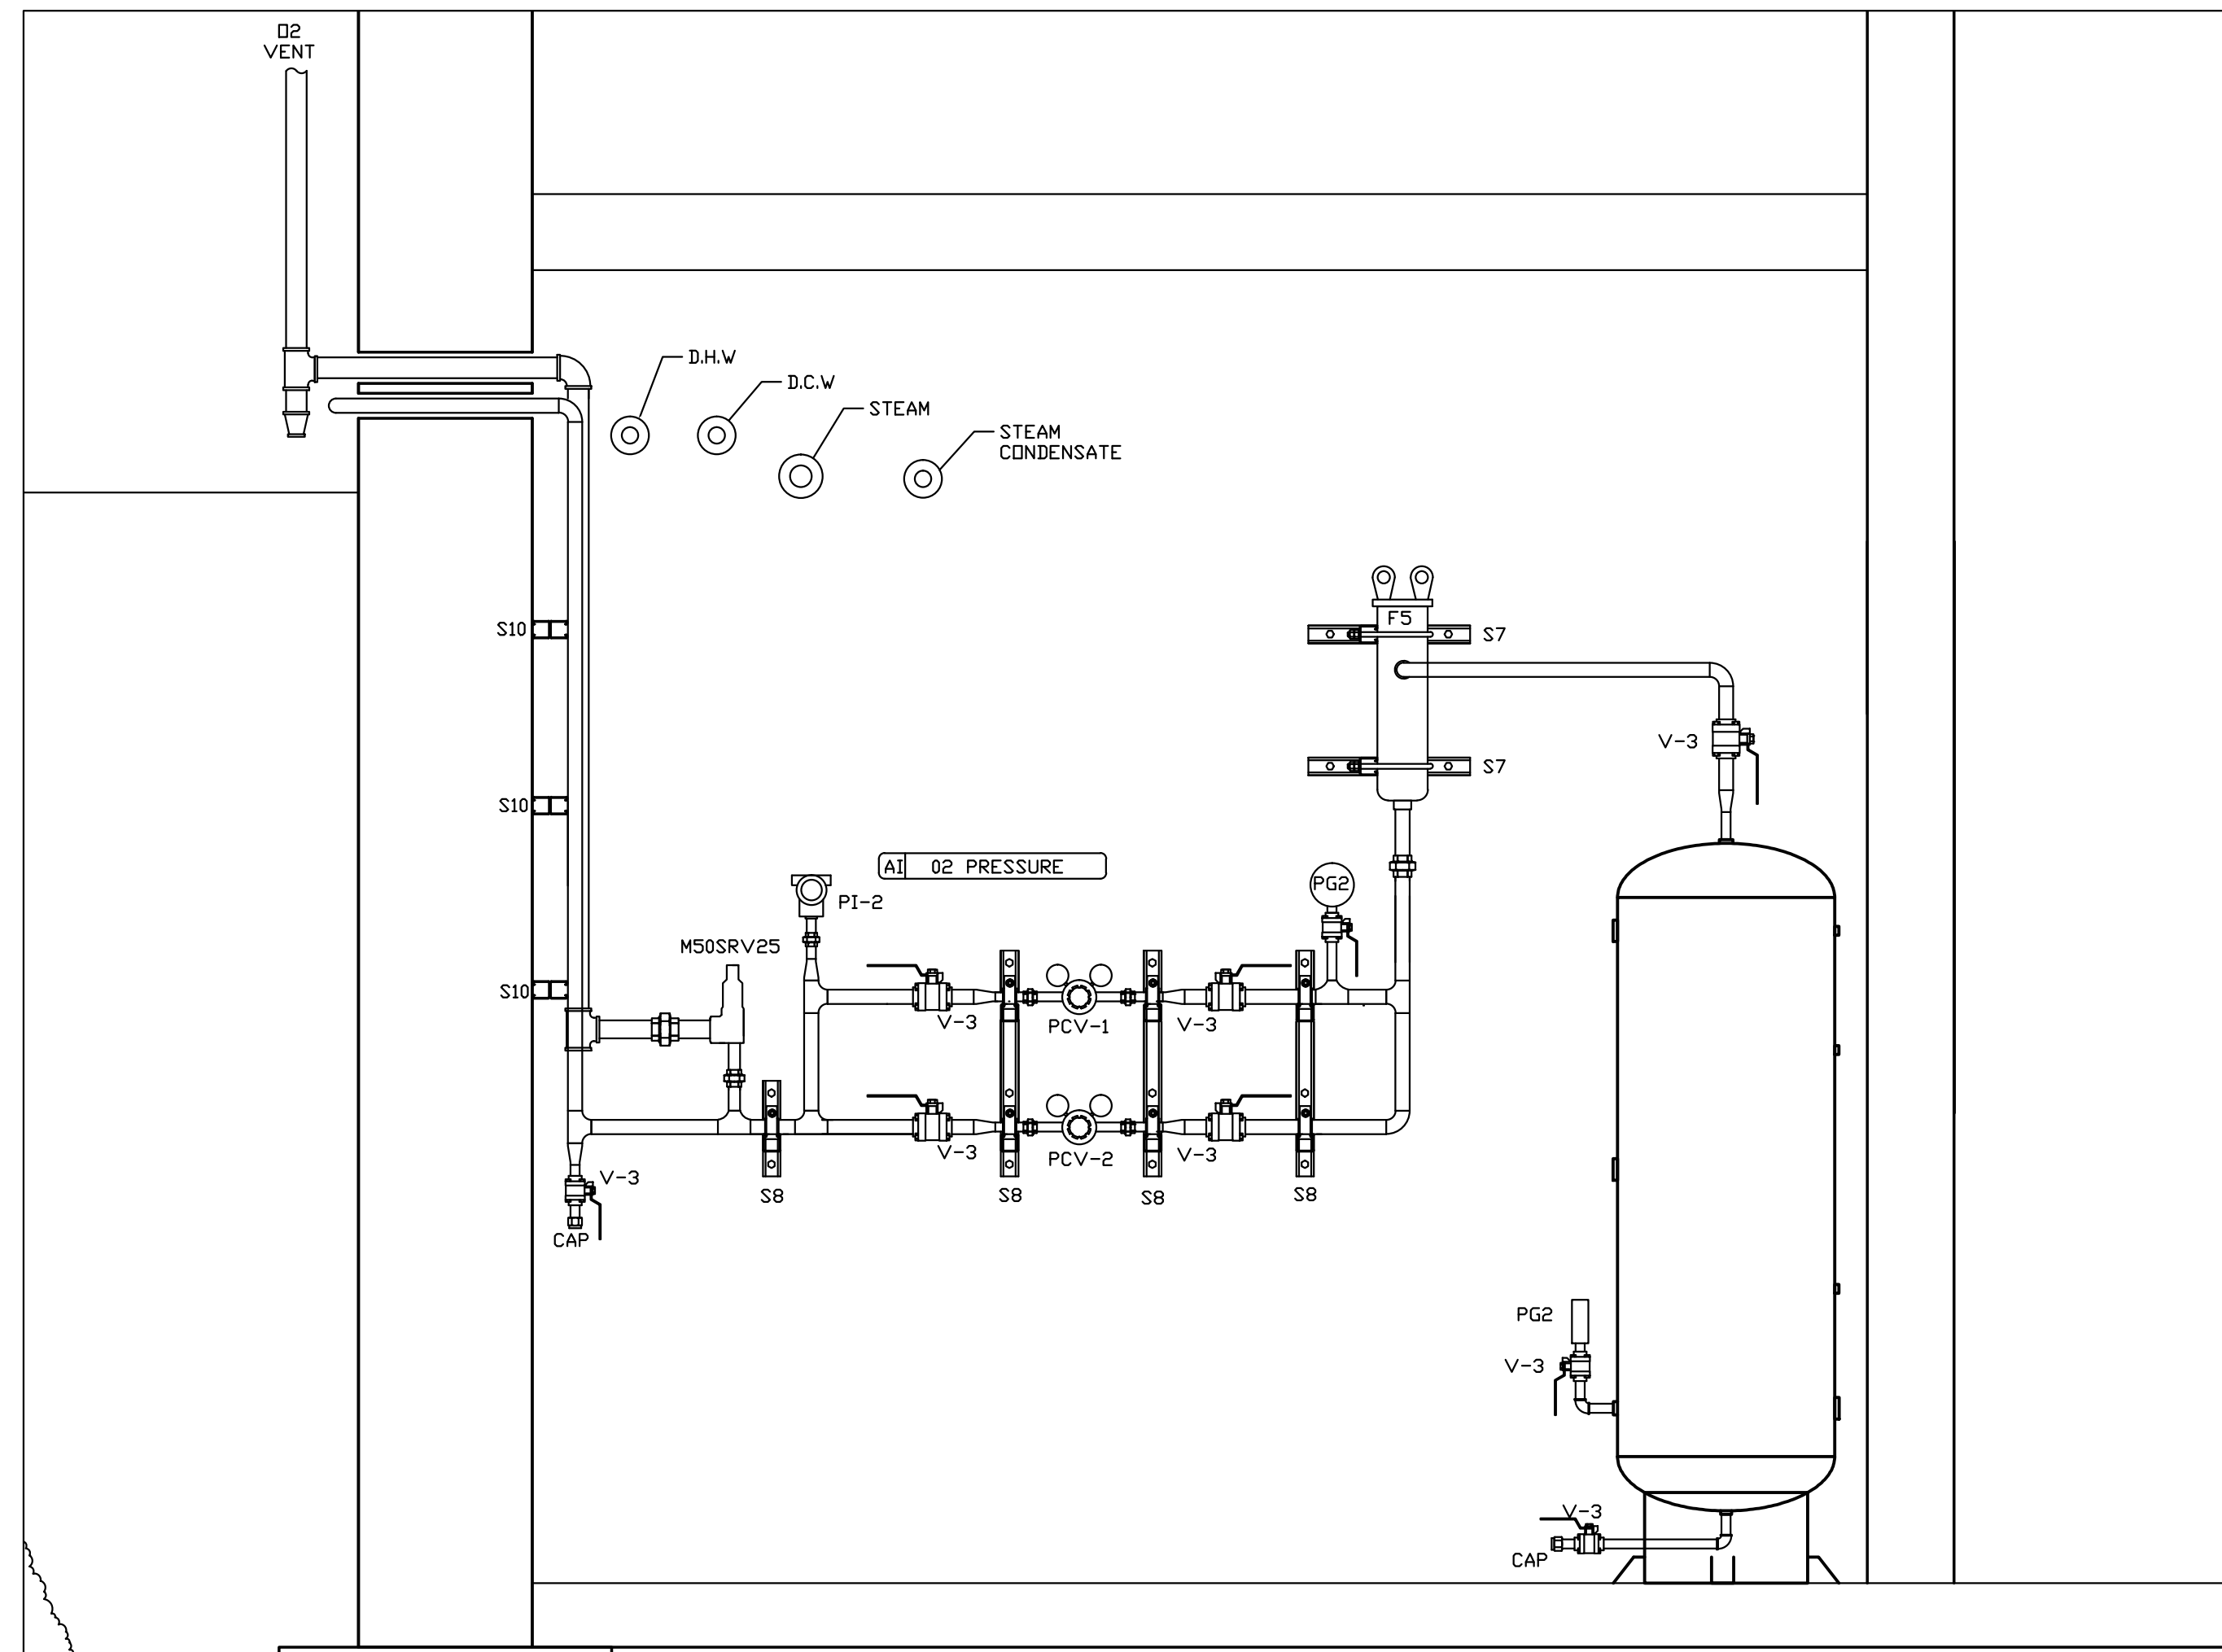 O2
VENT
D.H.W
D.C.W
STEAM
STEAM
CONDENSATE
F5
S10
S7
V-3
S7
S10
AI O2 PRESSURE
PG2
PI-2
M50SRV25
S10
V-3
PCV-1
V-3
V-3
PCV-2
V-3
V-3
S8
S8
S8
S8
CAP
PG2
V-3
V-3
CAP